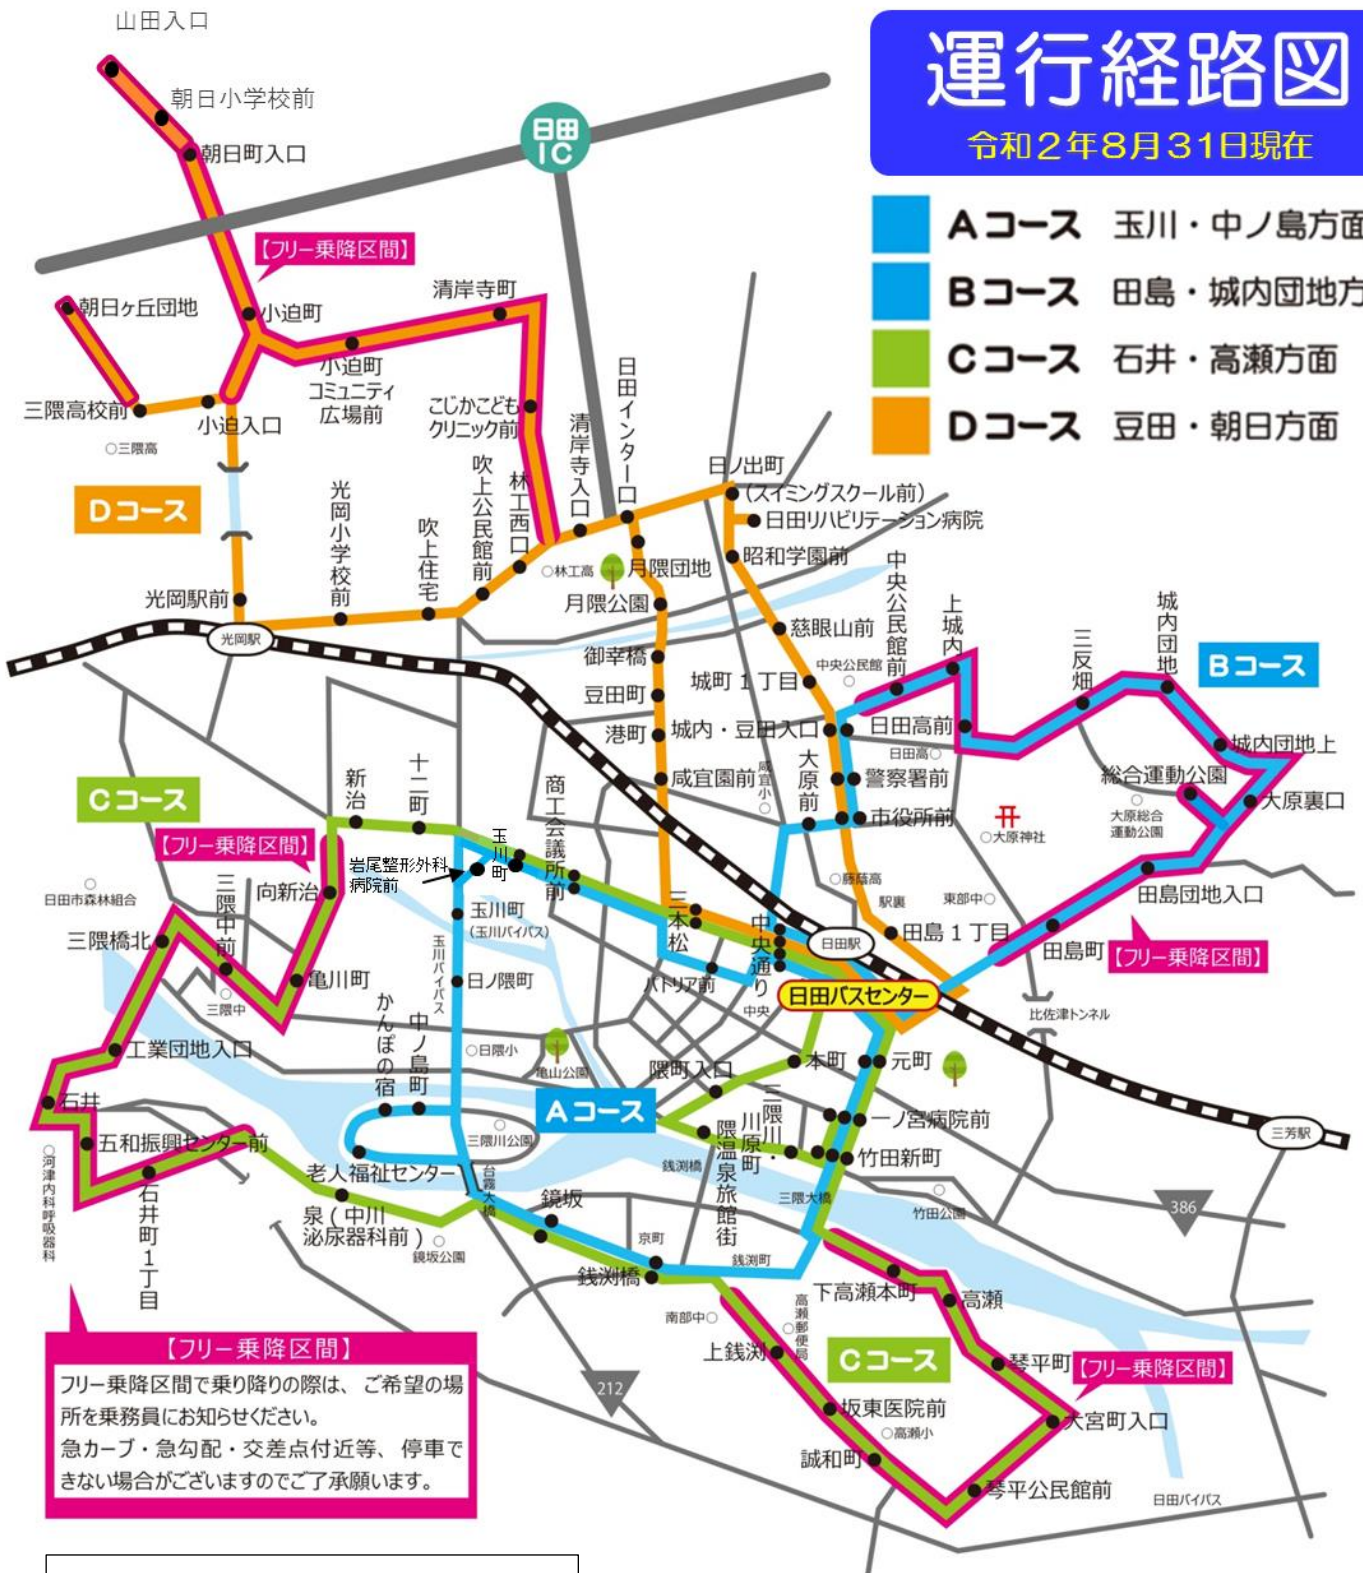 運行経路図
令和2年8月31日現在
Aコース 玉川・中ノ島方面
Bコース 田島・城内団地方
Cコース 石井・高瀬方面
Dコース 豆田・朝日方面
山田入口
朝日小学校前
朝日町入口
日田
IC
【フリー乗降区間】
朝日ヶ丘団地
小迫町
清岸寺町
小迫町
コミュニティ
広場前
三隈高校前
小迫入口
○三隈高
こじかこども
クリニック前
清岸寺入口
日田インター口
日ノ出町
(スイミングスクール前)
日田リハビリテーション病院
昭和学園前
Dコース
光岡小学校前
吹上住宅
吹上公民館前
林工西口
○林工高
月隈団地
月隈公園
光岡駅前
光岡駅
御幸橋
豆田町
港町
咸宜園前
慈眼山前
城町1丁目
城内・豆田入口
中央公民館
中央公民館前
上城内
三反畑
城内団地
Bコース
日田高前
日田高○
城内団地上
総合運動公園
大原裏口
大原総合
運動公園
咸宜小○
大原前
警察署前
市役所前
○大原神社
田島団地入口
○藤蔭高
駅裏
東部中○
田島1丁目
田島町
【フリー乗降区間】
Cコース
新治
十二町
商工会議所前
【フリー乗降区間】
岩尾整形外科
病院前
玉川町
日田市森林組合
三隈中前
向新治
三隈橋北
亀川町
○三隈中
玉川町
(玉川バイパス)
玉川バイパス
日ノ隈町
三本松
パトリア前
中央通り
中央
日田駅
日田バスセンター
比佐津トンネル
工業団地入口
かんぽの宿
中ノ島町
○日隈小
亀山公園
隈町入口
本町
元町
石井
五和振興センター前
Aコース
三隈川公園
老人福祉センター
台霧大橋
隈温泉旅館街
三隈川・
川原町
一ノ宮病院前
竹田新町
銭渕橋
三隈大橋
竹田公園
三芳駅
386
○河津内科呼吸器科
石井町1丁目
泉(中川
泌尿器科前)
鏡坂公園
鏡坂
京町
銭渕町
銭渕橋
下高瀬本町
高瀬
南部中○
高瀬郵便局
上銭渕
Cコース
琴平町
【フリー乗降区間】
212
坂東医院前
大宮町入口
○高瀬小
誠和町
琴平公民館前
日田バイパス
【フリー乗降区間】
フリー乗降区間で乗り降りの際は、ご希望の場
所を乗務員にお知らせください。
急カーブ・急勾配・交差点付近等、停車で
きない場合がございますのでご了承願います。